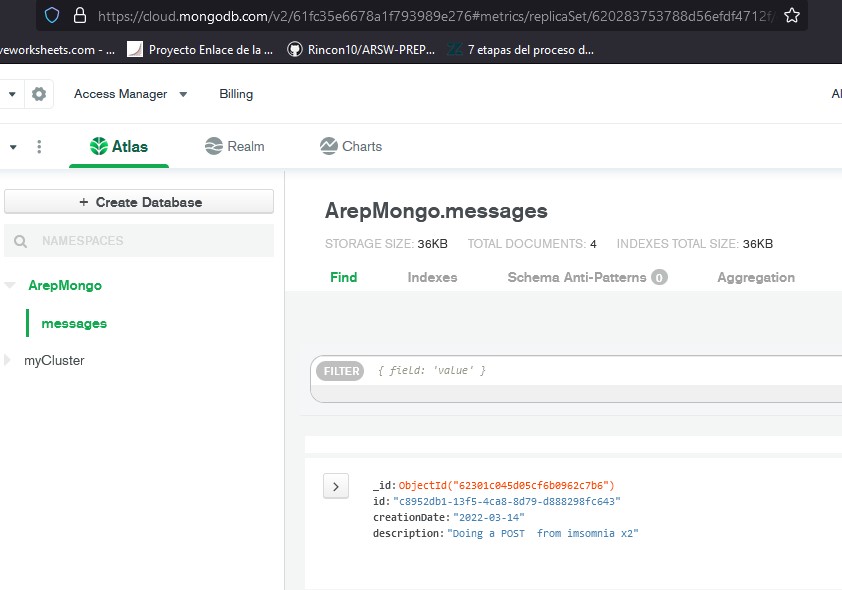 https://cloud.mongodb.com/v2/61fc35e6678a1f793989e276#metrics/replicaSet/620283753788d56efdf4712f/
veworksheets.com - ... Proyecto Enlace de la ... Rincon10/ARSW-PREP... 7 etapas del proceso d...
Access Manager Billing Al
Atlas Realm Charts
+ Create Database
NAMESPACES
ArepMongo
messages
myCluster
ArepMongo.messages
STORAGE SIZE: 36KB TOTAL DOCUMENTS: 4 INDEXES TOTAL SIZE: 36KB
Find Indexes Schema Anti-Patterns 0 Aggregation
FILTER { field: 'value' }
_id: ObjectId("62301c045d05cf6b0962c7b6")
id: "c8952db1-13f5-4ca8-8d79-d888298fc643"
creationDate: "2022-03-14"
description: "Doing a POST  from imsomnia x2"